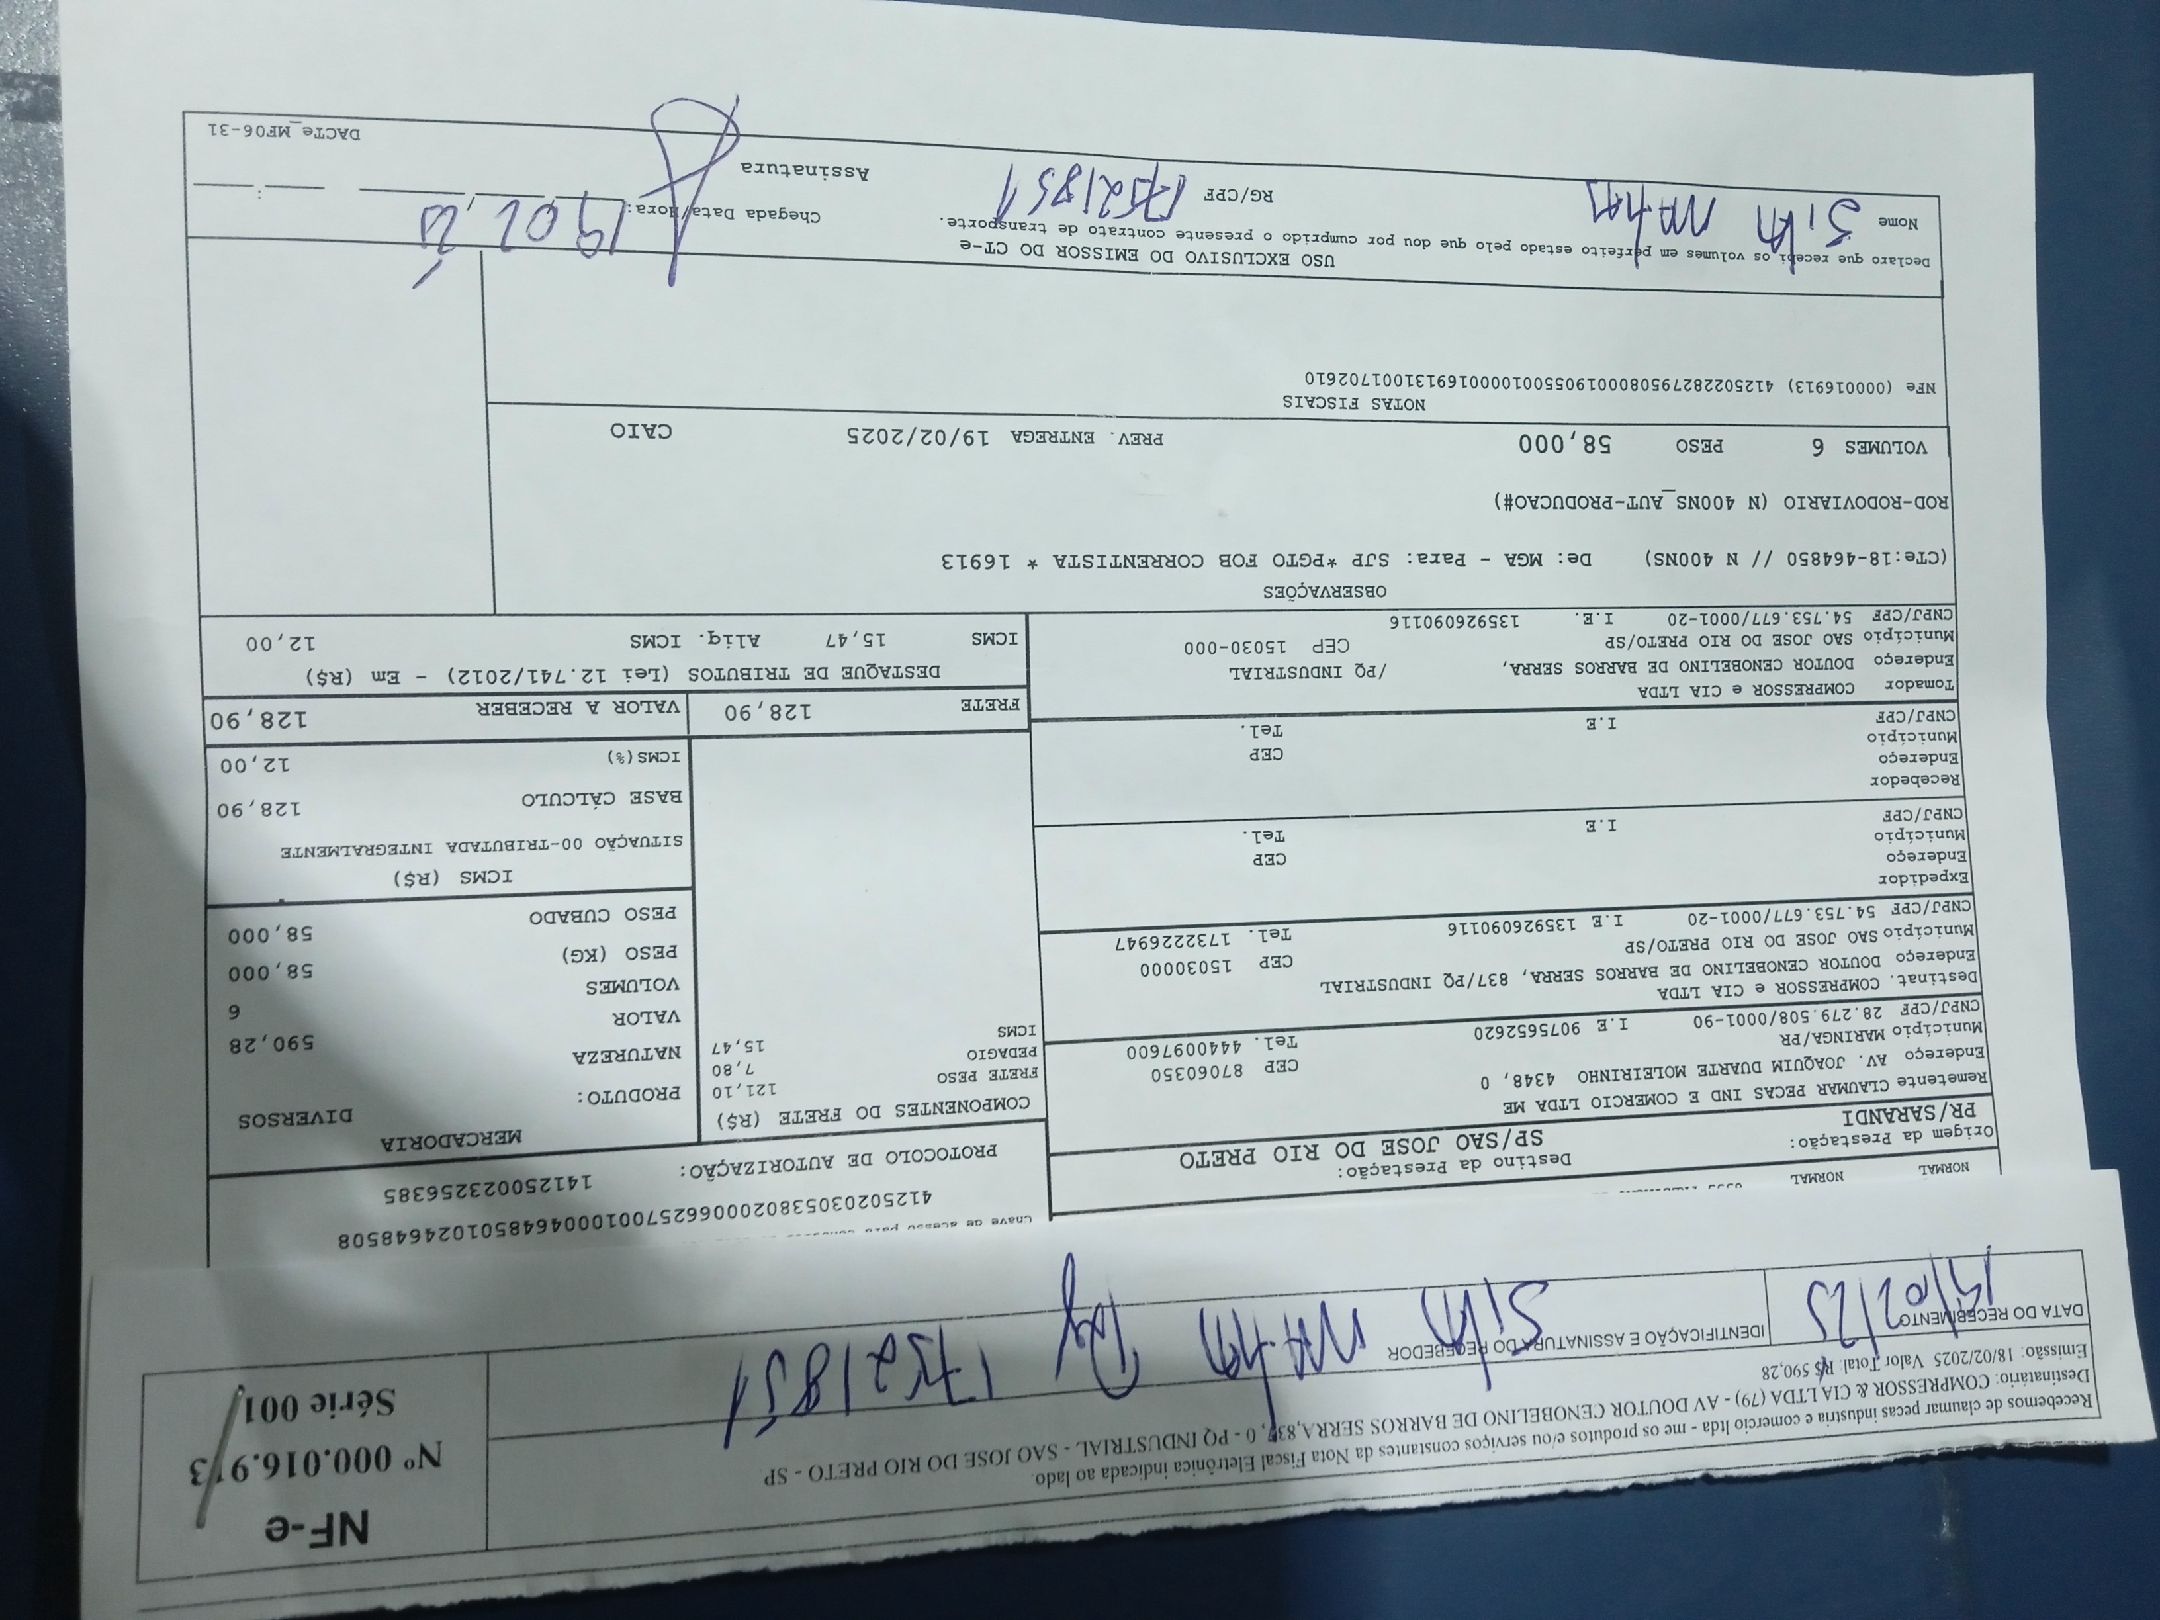 Recebemos de claumar pecas industria e comercio ltda - me os produtos e/ou serviços constantes da Nota Fiscal Eletrônica indicada ao lado.
Destinatário: COMPRESSOR & CIA LTDA (79) - AV DOUTOR CENOBELINO DE BARROS SERRA,837, 0 - PQ INDUSTRIAL - SAO JOSE DO RIO PRETO - SP
Emissão: 18/02/2025 Valor Total: R$ 590,28
DATA DO RECEBIMENTO
19/02/25
IDENTIFICAÇÃO E ASSINATURA DO RECEBEDOR
17521851
NF-e
Nº 000.016.913
Série 001
41250203053802000662570010004648501024648508
NORMAL NORMAL
Origem da Prestação:
PR/SARANDI
Destino da Prestação:
SP/SAO JOSE DO RIO PRETO
PROTOCOLO DE AUTORIZAÇÃO: 141250023256385
Remetente CLAUMAR PECAS IND E COMERCIO LTDA ME
Endereço AV. JOAQUIM DUARTE MOLEIRINHO 4348, 0
Município MARINGA/PR CEP 87060350
CNPJ/CPF 28.279.508/0001-90 I.E 9075652620 Tel. 4440097600
Destinat. COMPRESSOR e CIA LTDA
Endereço DOUTOR CENOBELINO DE BARROS SERRA, 837/PQ INDUSTRIAL
Município SAO JOSE DO RIO PRETO/SP CEP 15030000
CNPJ/CPF 54.753.677/0001-20 I.E 135926090116 Tel. 1732226947
Expedidor
Endereço
Município CEP
CNPJ/CPF I.E Tel.
Recebedor
Endereço
Município CEP
CNPJ/CPF I.E Tel.
Tomador COMPRESSOR e CIA LTDA
Endereço DOUTOR CENOBELINO DE BARROS SERRA, /PQ INDUSTRIAL
Município SAO JOSE DO RIO PRETO/SP CEP 15030-000
CNPJ/CPF 54.753.677/0001-20 I.E. 135926090116
COMPONENTES DO FRETE (R$)
FRETE PESO 121,10
PEDAGIO 7,80
ICMS 15,47
MERCADORIA
PRODUTO: DIVERSOS
NATUREZA
VALOR 590,28
VOLUMES 6
PESO (KG) 58,000
PESO CUBADO 58,000
ICMS (R$)
SITUAÇÃO 00-TRIBUTADA INTEGRALMENTE
BASE CÁLCULO 128,90
ICMS(%) 12,00
FRETE 128,90 VALOR A RECEBER 128,90
DESTAQUE DE TRIBUTOS (Lei 12.741/2012) - Em (R$)
ICMS 15,47 Aliq. ICMS 12,00
OBSERVAÇÕES
(CTe:18-464850 // N 400NS) De: MGA - Para: SJP *PGTO FOB CORRENTISTA * 16913
ROD-RODOVIARIO (N 400NS_AUT-PRODUCAO#)
VOLUMES 6 PESO 58,000 PREV. ENTREGA 19/02/2025 CAIO
NOTAS FISCAIS
NFe (000016913) 41250228279508000190550010000169131001702610
USO EXCLUSIVO DO EMISSOR DO CT-e
Declaro que recebi os volumes em perfeito estado pelo que dou por cumprido o presente contrato de transporte.
Nome
RG/CPF 17521851
Chegada Data/Hora: 19 02 25
Assinatura
DACTe_MF06-31